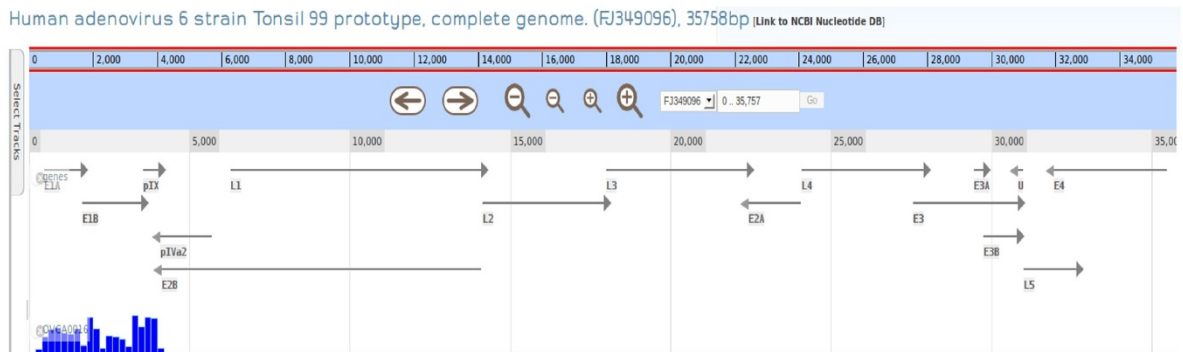 Human adenovirus 6 strain Tonsil 99 prototype, complete genome. (FJ349096), 35758bp [Link to NCBI Nucleotide DB]
0 2,000 4,000 6,000 8,000 10,000 12,000 14,000 16,000 18,000 20,000 22,000 24,000 26,000 28,000 30,000 32,000 34,000
Select Tracks
FJ349096 0 .. 35,757 Go
0 5,000 10,000 15,000 20,000 25,000 30,000 35,0
genes
E1A pIX L1 L3 L4 E3A U E4
E1B L2 E2A E3
pIVa2 E3B
E2B L5